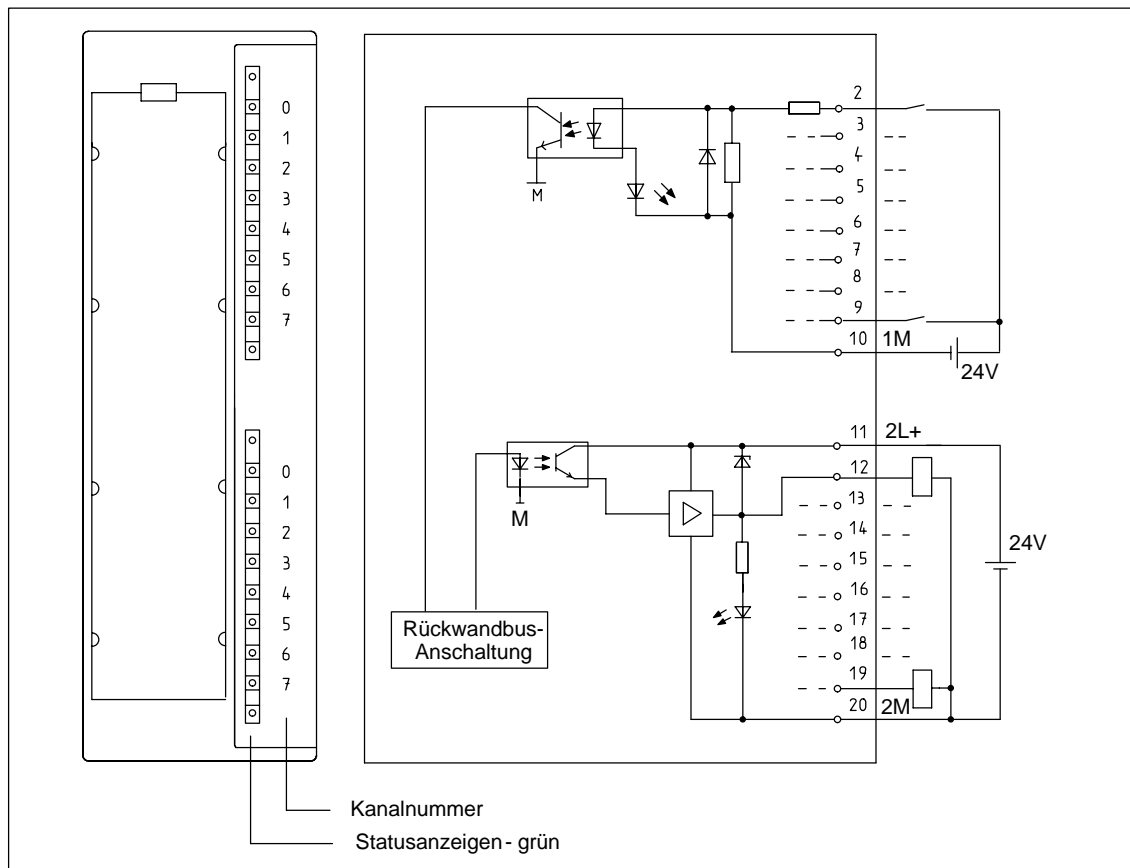 0
1
2
3
4
5
6
7
0
1
2
3
4
5
6
7
Kanalnummer
Statusanzeigen - grün
M
2
3
4
5
6
7
8
9
10 1M
24V
11 2L+
12
13
14
15
16
17
18
19
20 2M
24V
M
Rückwandbus-
Anschaltung